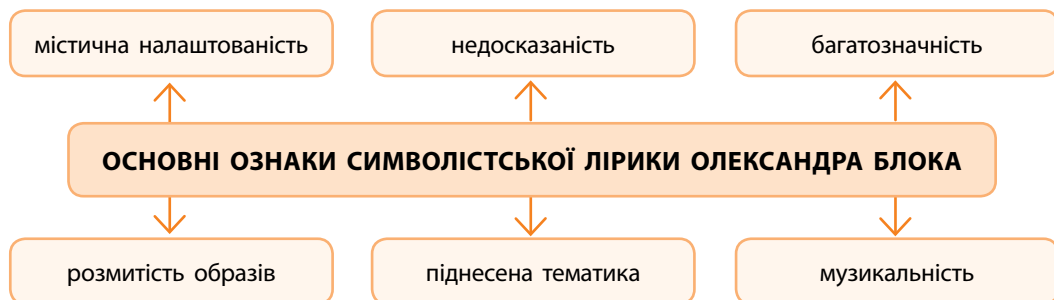 містична налаштованість
недосказаність
багатозначність
ОСНОВНІ ОЗНАКИ СИМВОЛІСТСЬКОЇ ЛІРИКИ ОЛЕКСАНДРА БЛОКА
розмитість образів
піднесена тематика
музикальність